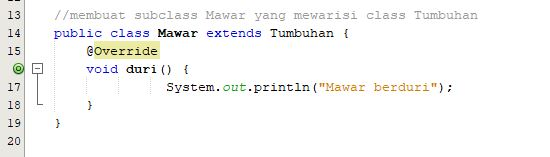 13 //membuat subclass Mawar yang mewarisi class Tumbuhan
14 public class Mawar extends Tumbuhan {
15 @Override
void duri() {
17 System.out.println("Mawar berduri");
18 }
19 }
20